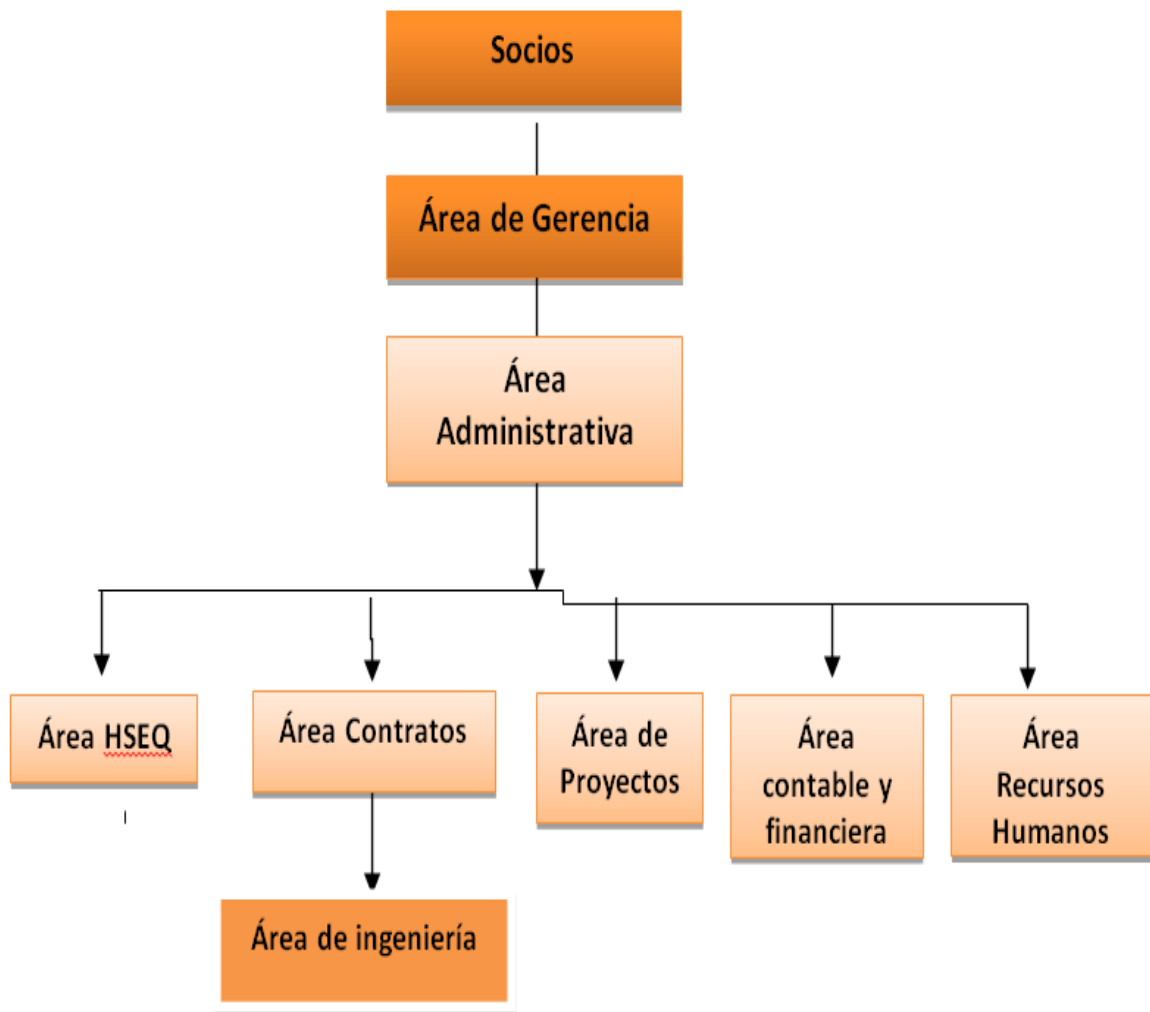 Socios
Área de Gerencia
Área
Administrativa
Área HSEQ
Área Contratos
Área de
Proyectos
Área
contable y
financiera
Área
Recursos
Humanos
Área de ingeniería